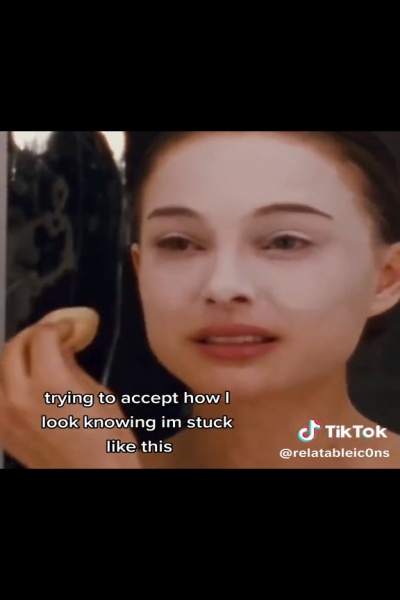 trying to accept how I
look knowing im stuck
like this
TikTok
@relatableic0ns